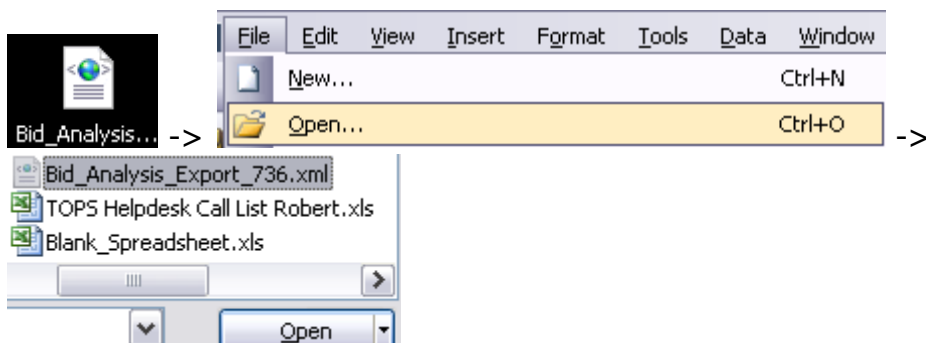 File Edit View Insert Format Tools Data Window
New... Ctrl+N
Bid_Analysis... -> Open... Ctrl+O ->
Bid_Analysis_Export_736.xml
TOPS Helpdesk Call List Robert.xls
Blank_Spreadsheet.xls
Open